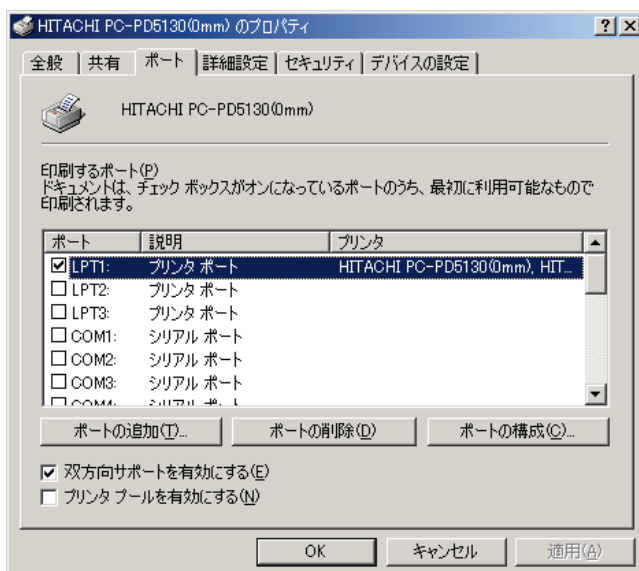 HITACHI PC-PD5130(0mm) のプロパティ
全般 共有 ポート 詳細設定 セキュリティ デバイスの設定
HITACHI PC-PD5130(0mm)
印刷するポート(P)
ドキュメントは、チェック ボックスがオンになっているポートのうち、最初に利用可能なもので
印刷されます。
ポート 説明 プリンタ
LPT1: プリンタ ポート HITACHI PC-PD5130(0mm), HIT...
LPT2: プリンタ ポート
LPT3: プリンタ ポート
COM1: シリアル ポート
COM2: シリアル ポート
COM3: シリアル ポート
COM4: シリアル ポート
ポートの追加(T)... ポートの削除(D) ポートの構成(C)...
双方向サポートを有効にする(E)
プリンタ プールを有効にする(N)
OK キャンセル 適用(A)